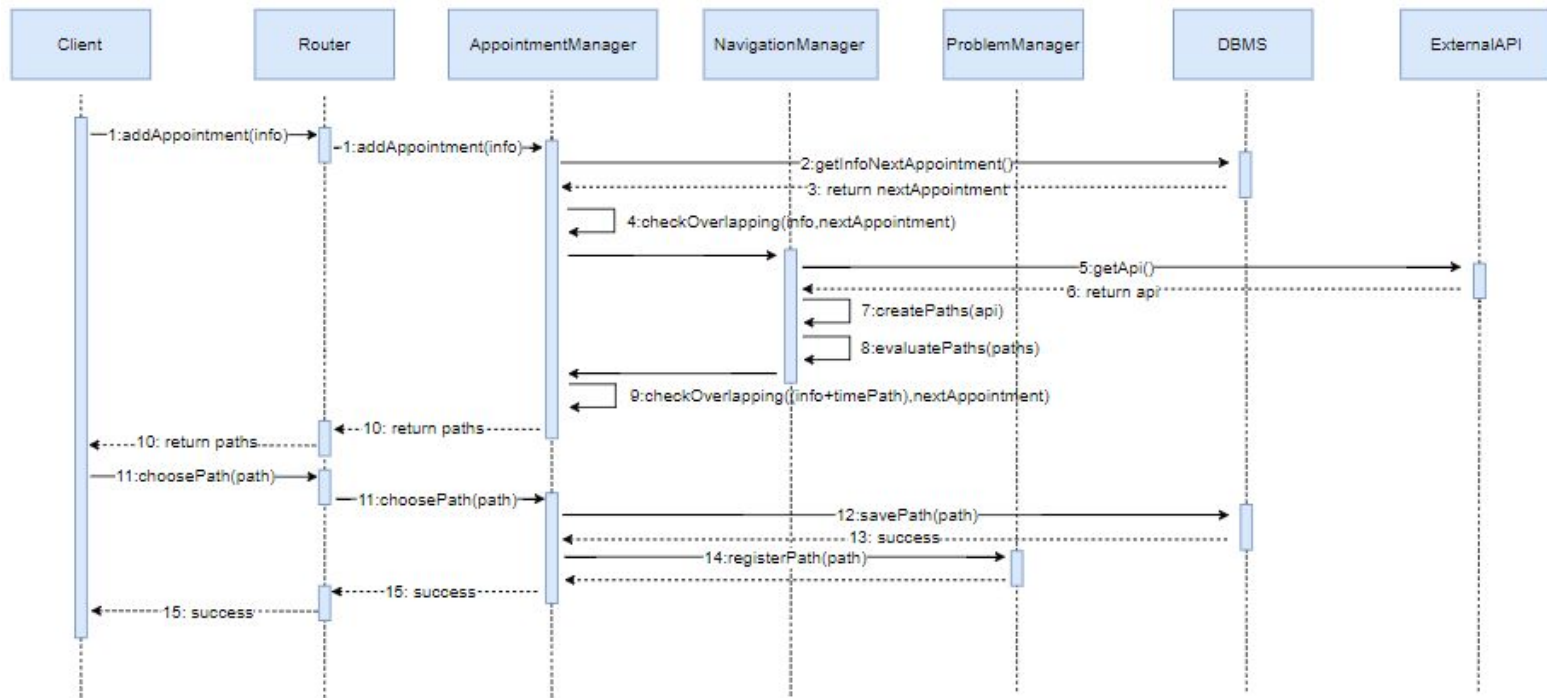 Client
Router
AppointmentManager
NavigationManager
ProblemManager
DBMS
ExternalAPI
1:addAppointment(info)
1:addAppointment(info)
2:getInfoNextAppointment()
3: return nextAppointment
4:checkOverlapping(info,nextAppointment)
5:getApi()
6: return api
7:createPaths(api)
8:evaluatePaths(paths)
9:checkOverlapping((info+timePath),nextAppointment)
10: return paths
10: return paths
11:choosePath(path)
11:choosePath(path)
12:savePath(path)
13: success
14:registerPath(path)
15: success
15: success